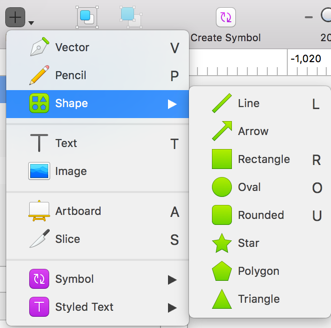 Create Symbol
20
-1,020
Vector V
Pencil P
Shape
Text T
Image
Artboard A
Slice S
Symbol
Styled Text
Line L
Arrow
Rectangle R
Oval O
Rounded U
Star
Polygon
Triangle